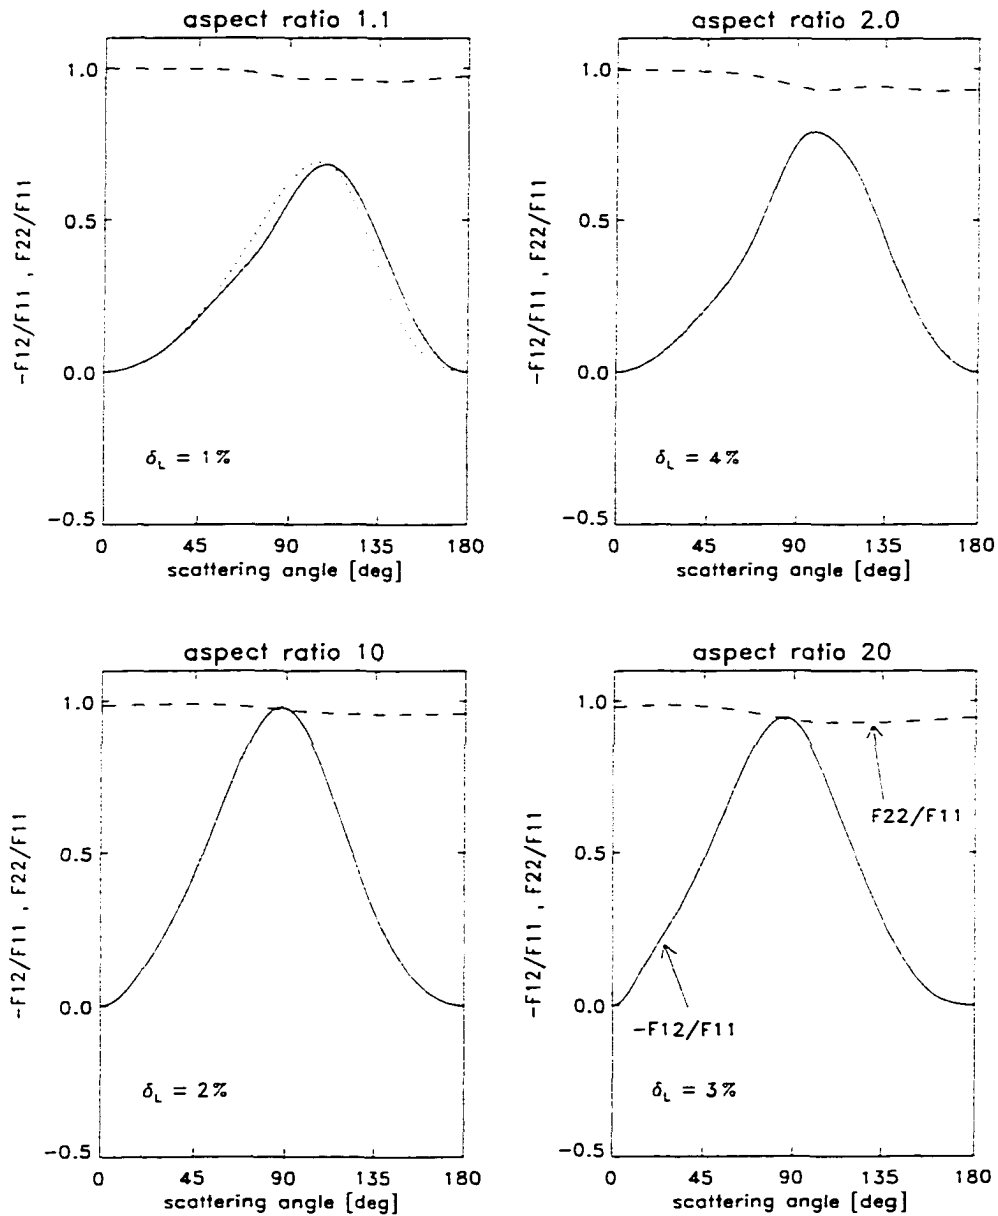 aspect ratio 1.1
-F12/F11 , F22/F11
1.0
0.5
0.0
-0.5
δL = 1%
0 45 90 135 180
scattering angle [deg]
aspect ratio 2.0
-F12/F11 , F22/F11
1.0
0.5
0.0
-0.5
δL = 4%
0 45 90 135 180
scattering angle [deg]
aspect ratio 10
-F12/F11 , F22/F11
1.0
0.5
0.0
-0.5
δL = 2%
0 45 90 135 180
scattering angle [deg]
aspect ratio 20
-F12/F11 , F22/F11
1.0
0.5
0.0
-0.5
F22/F11
-F12/F11
δL = 3%
0 45 90 135 180
scattering angle [deg]